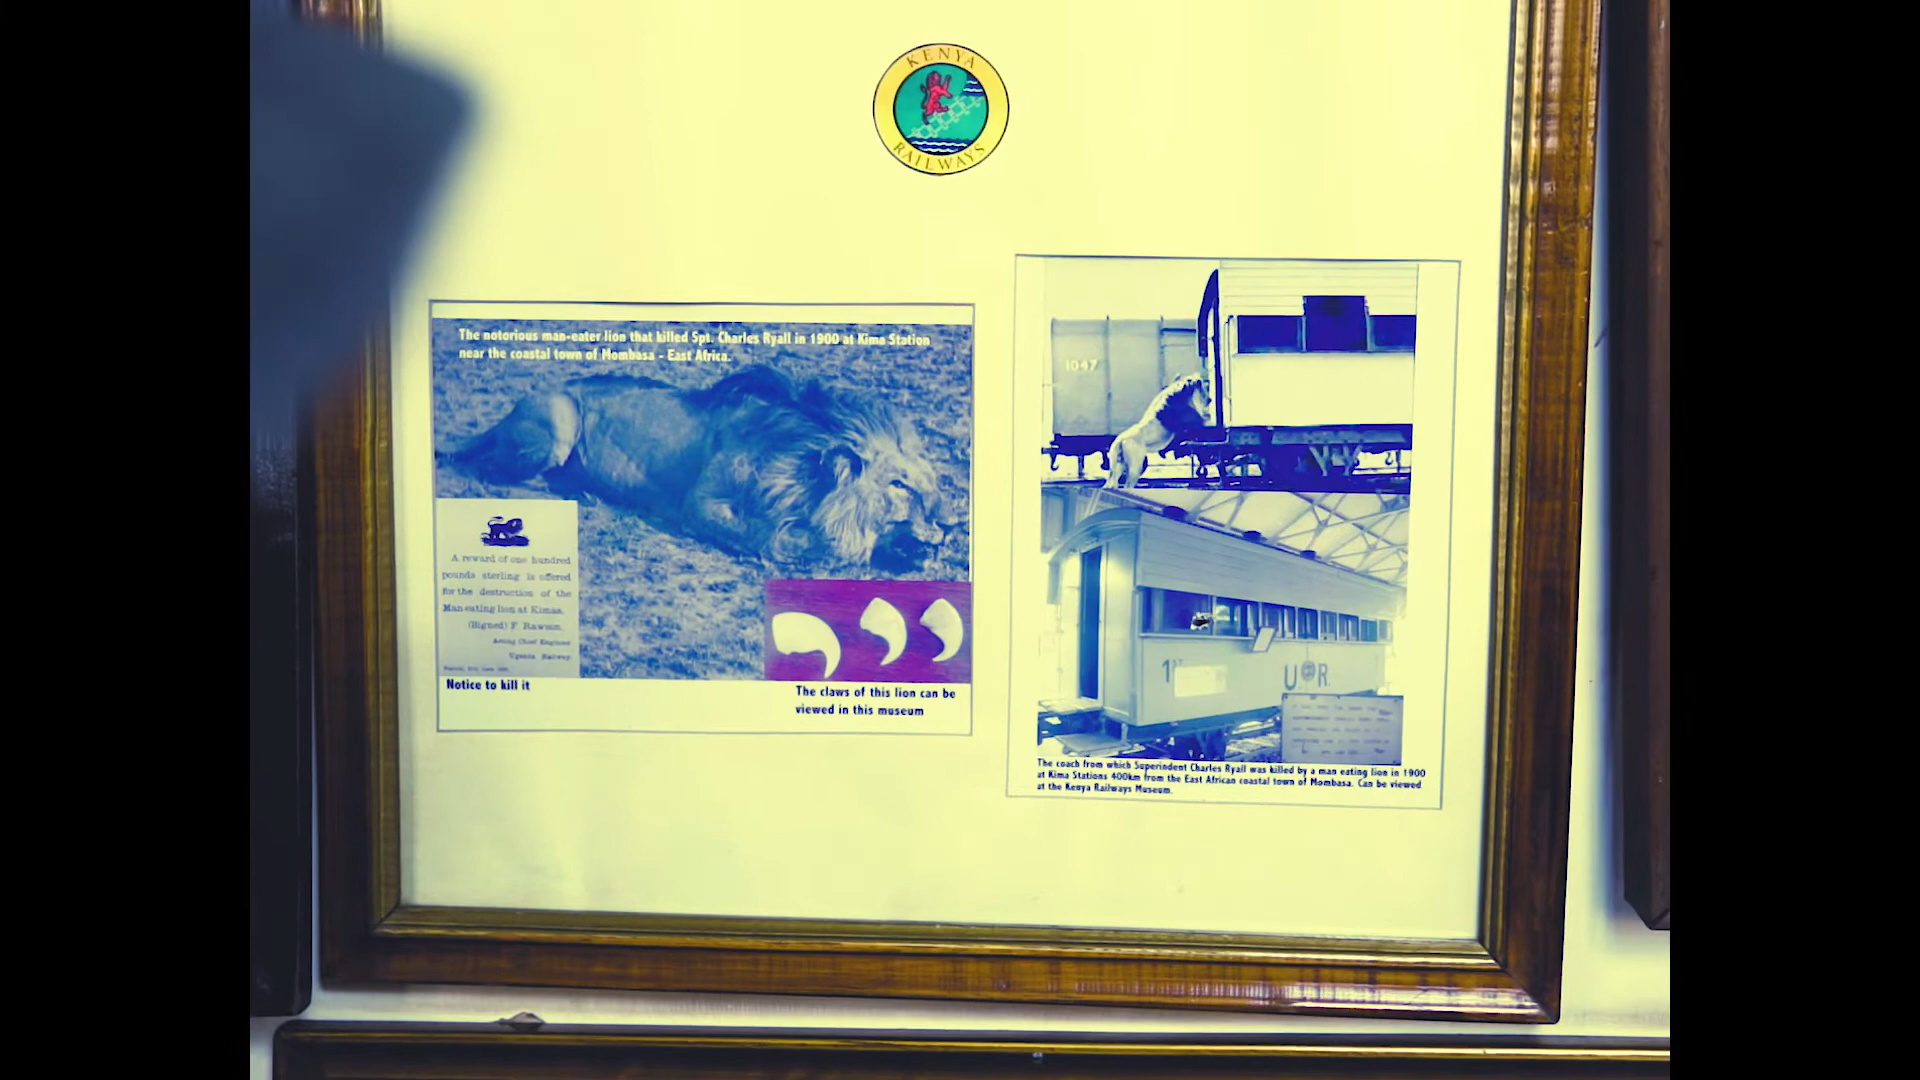 KENYA
RAILWAYS
The notorious man-eater lion that killed Spt. Charles Ryall in 1900 at Kima Station
near the coastal town of Mombasa - East Africa.
A reward of one hundred
pounds sterling is offered
for the destruction of the
Man eating lion at Kimaa.
(Signed) F. Rawson.
Acting Chief Engineer
Uganda Railway
Notice to kill it
The claws of this lion can be
viewed in this museum
1047
1ST
U R
The coach from which Superindent Charles Ryall was killed by a man eating lion in 1900
at Kima Stations 400km from the East African coastal town of Mombasa. Can be viewed
at the Kenya Railways Museum.